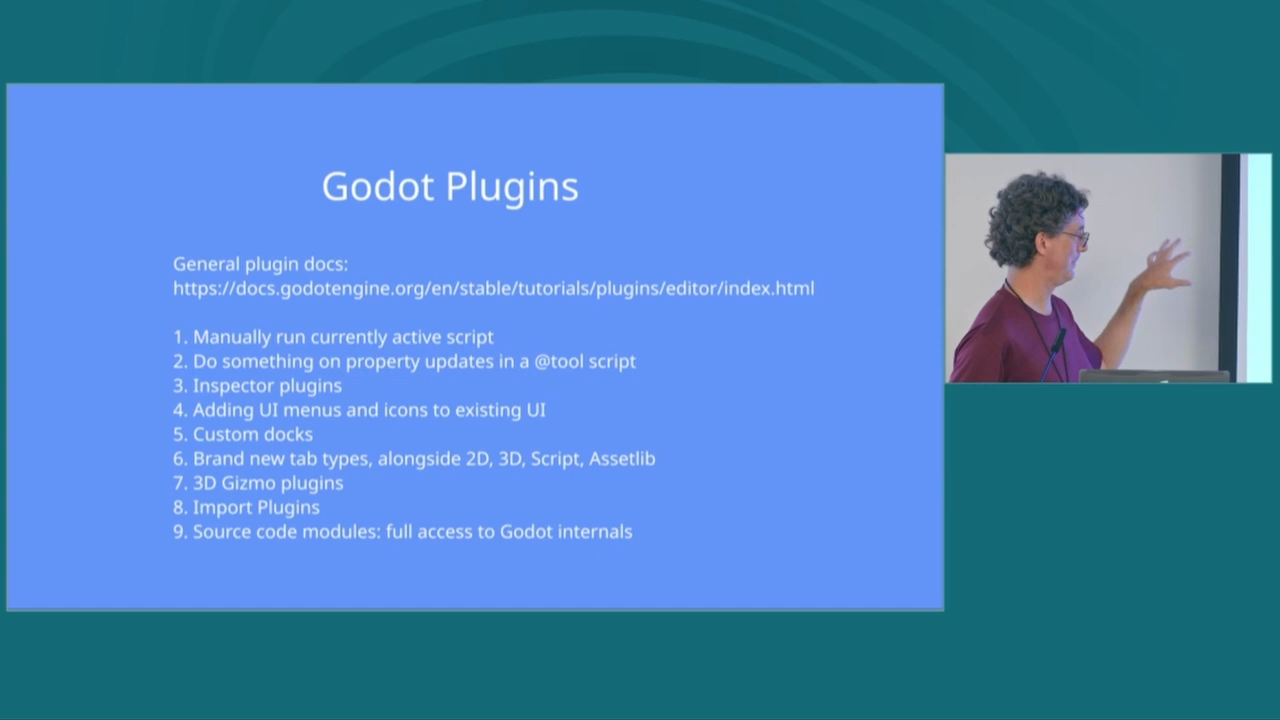 Godot Plugins
General plugin docs:
https://docs.godotengine.org/en/stable/tutorials/plugins/editor/index.html
1. Manually run currently active script
2. Do something on property updates in a @tool script
3. Inspector plugins
4. Adding UI menus and icons to existing UI
5. Custom docks
6. Brand new tab types, alongside 2D, 3D, Script, Assetlib
7. 3D Gizmo plugins
8. Import Plugins
9. Source code modules: full access to Godot internals